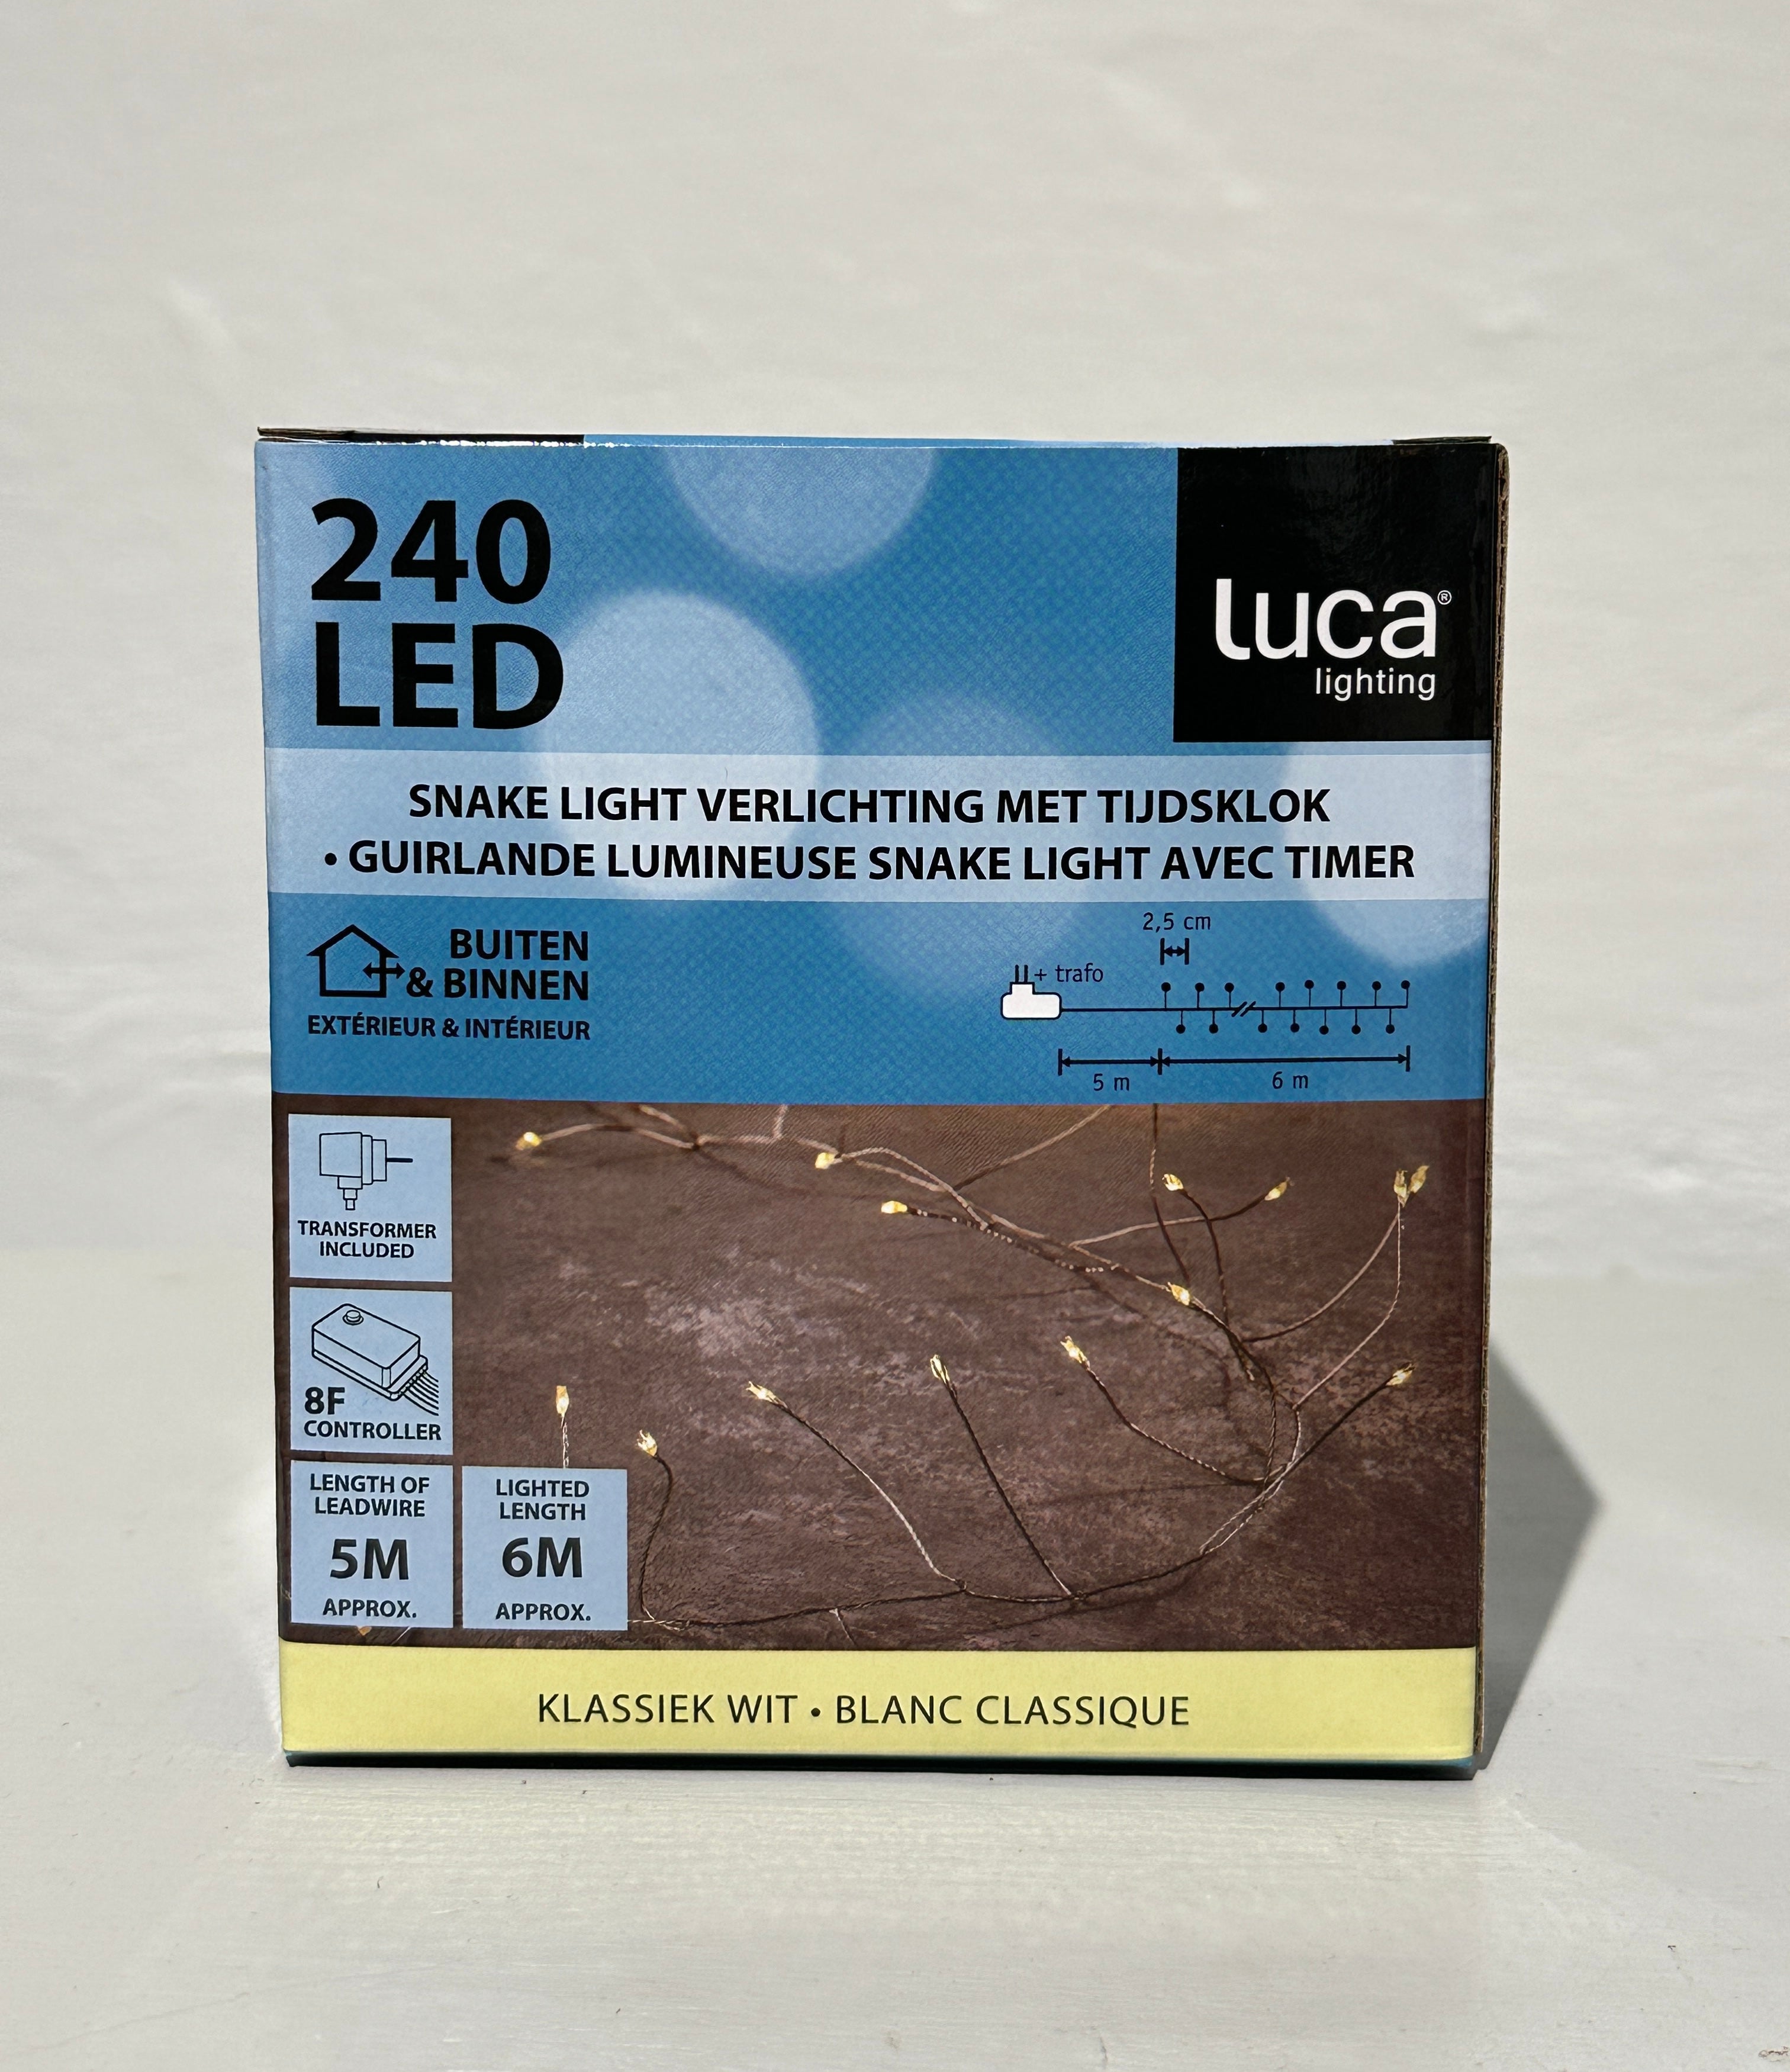 240
LED
luca®
lighting
SNAKE LIGHT VERLICHTING MET TIJDSKLOK
• GUIRLANDE LUMINEUSE SNAKE LIGHT AVEC TIMER
BUITEN
& BINNEN
EXTÉRIEUR & INTÉRIEUR
2,5 cm
+ trafo
5 m
6 m
TRANSFORMER
INCLUDED
8F
CONTROLLER
LENGTH OF
LEADWIRE
5M
APPROX.
LIGHTED
LENGTH
6M
APPROX.
KLASSIEK WIT • BLANC CLASSIQUE